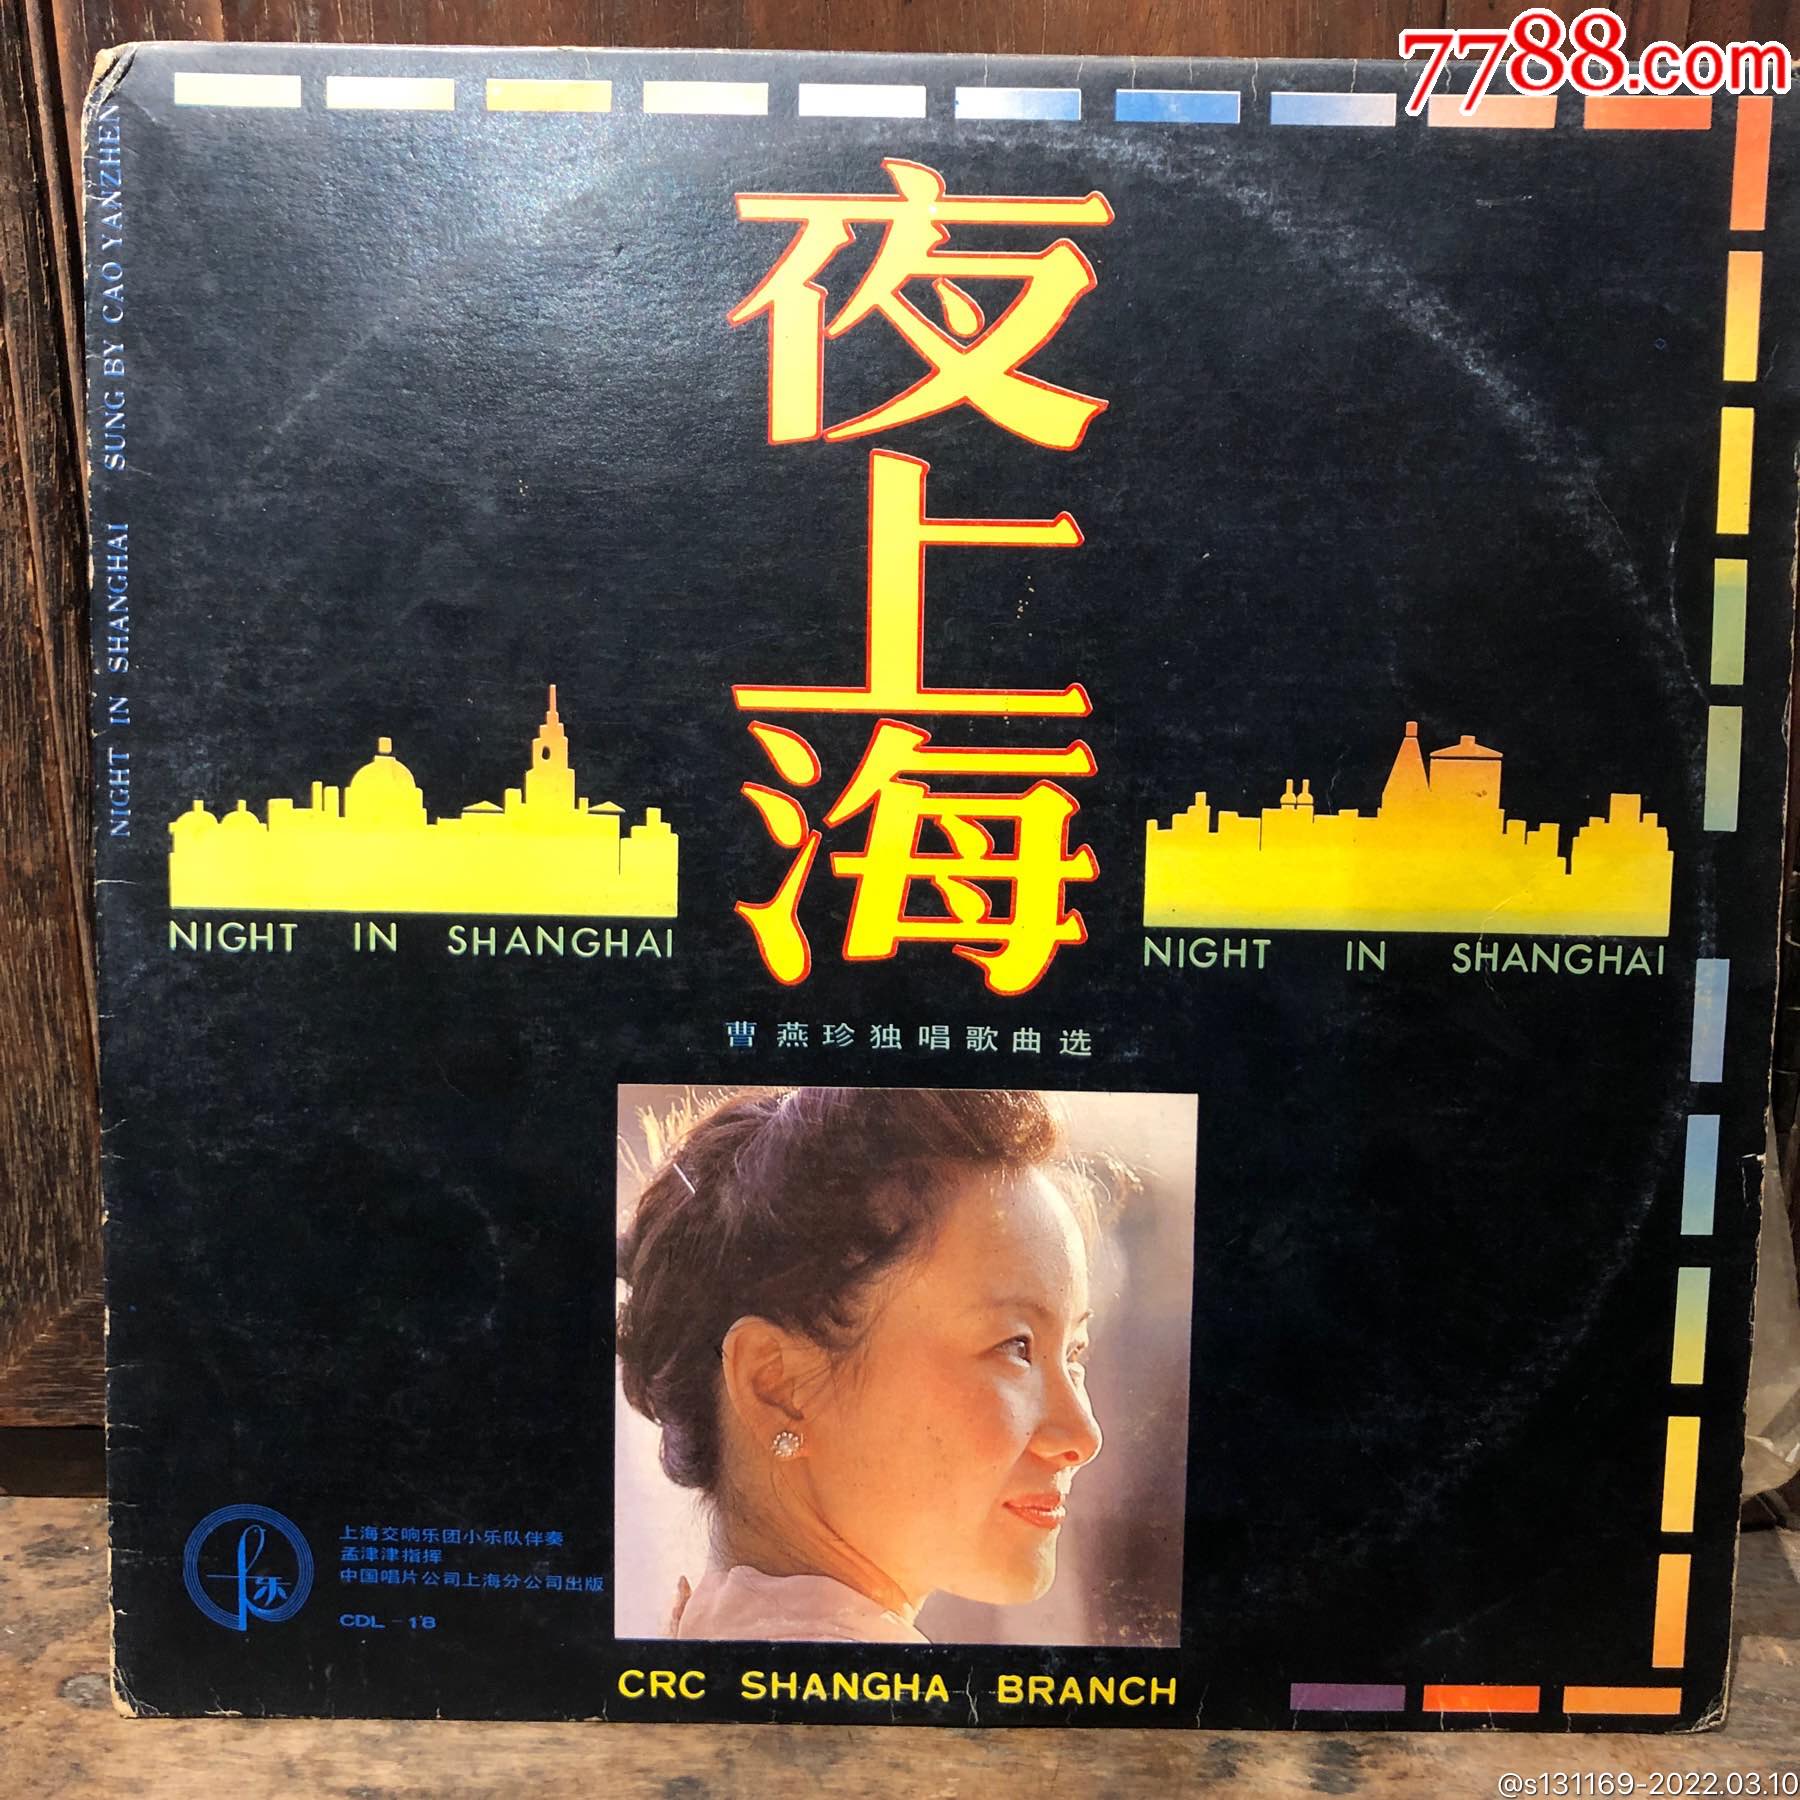 7788.com
NIGHT IN SHANGHAI SUNG BY CAO YANZHEN
夜上海
NIGHT IN SHANGHAI
NIGHT IN SHANGHAI
曹燕珍独唱歌曲选
乐
上海交响乐团小乐队伴奏
孟津津指挥
中国唱片公司上海分公司出版
CDL-18
CRC SHANGHA BRANCH
@s131169-2022.03.10